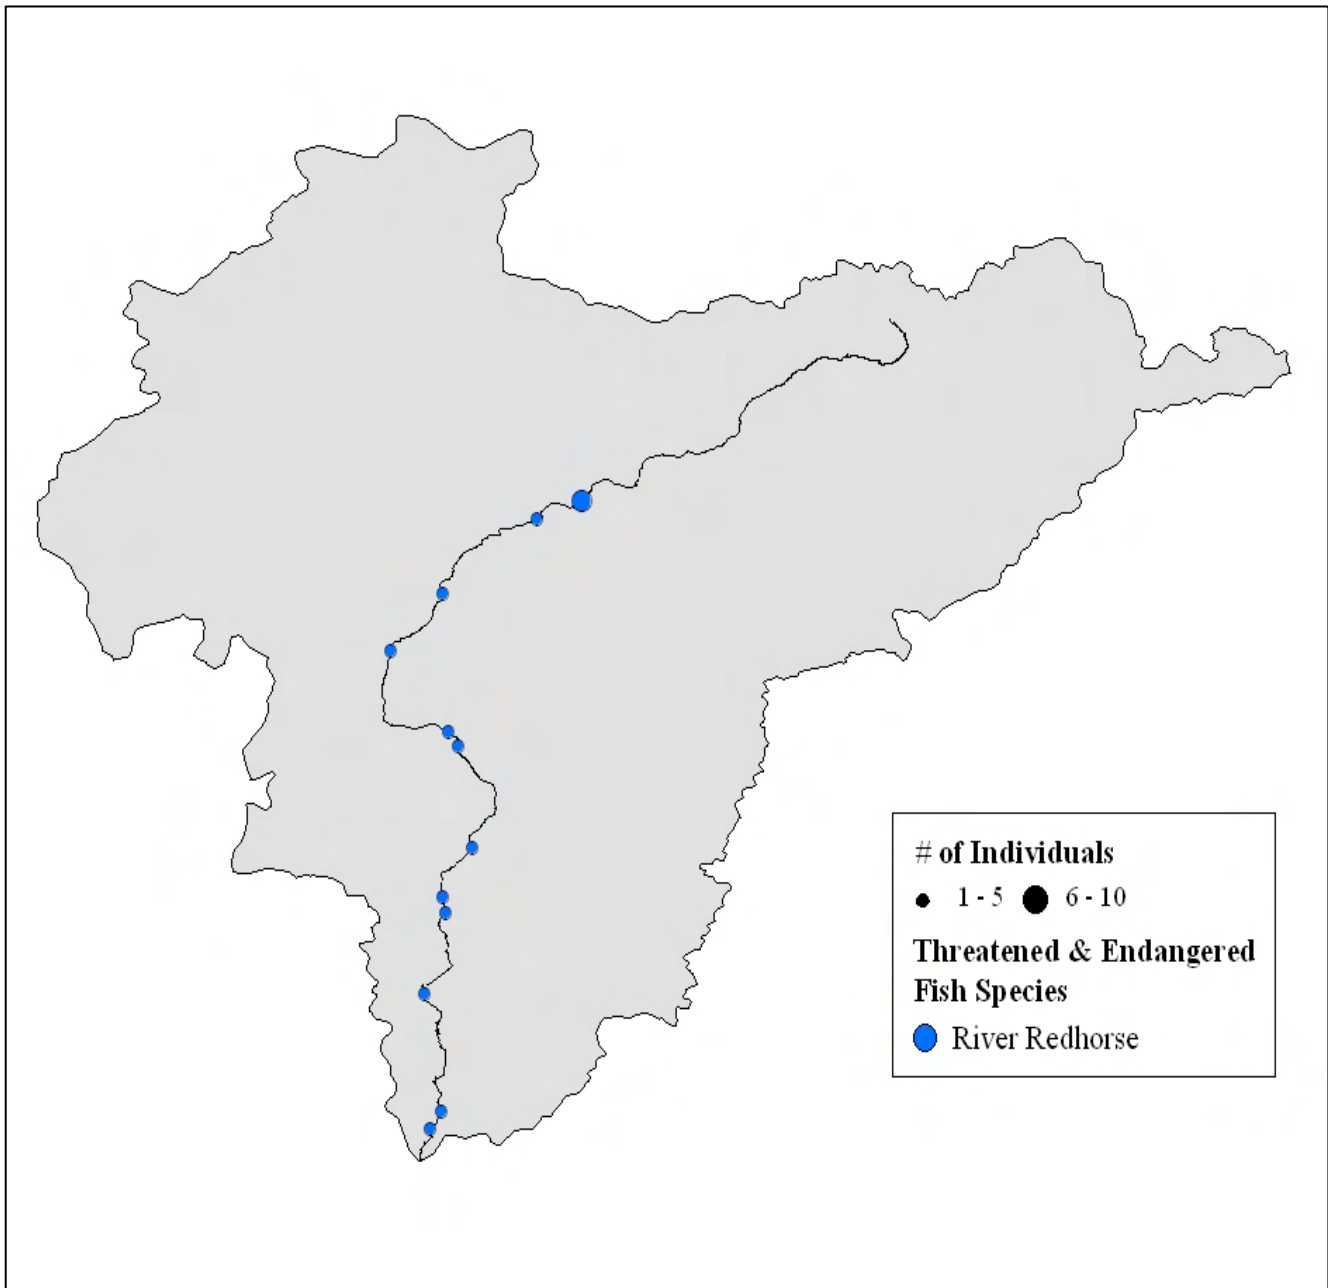 # of Individuals
1 - 5 6 - 10
Threatened & Endangered
Fish Species
River Redhorse